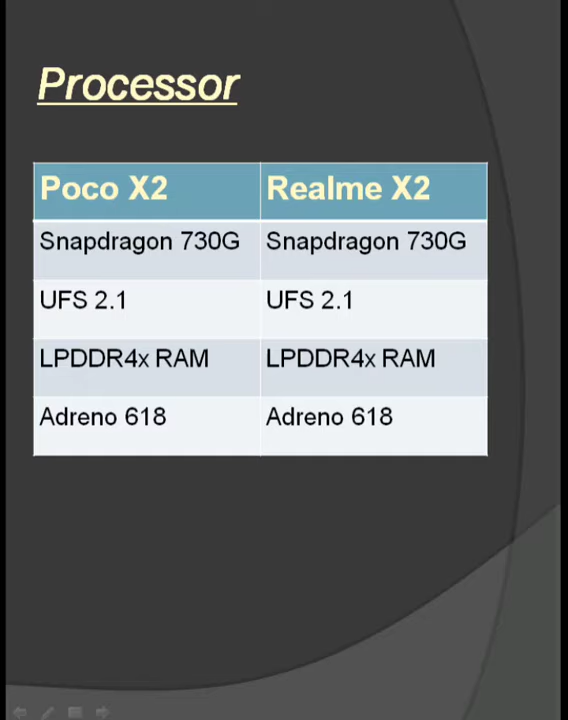 Processor
Poco X2 Realme X2
Snapdragon 730G Snapdragon 730G
UFS 2.1 UFS 2.1
LPDDR4x RAM LPDDR4x RAM
Adreno 618 Adreno 618